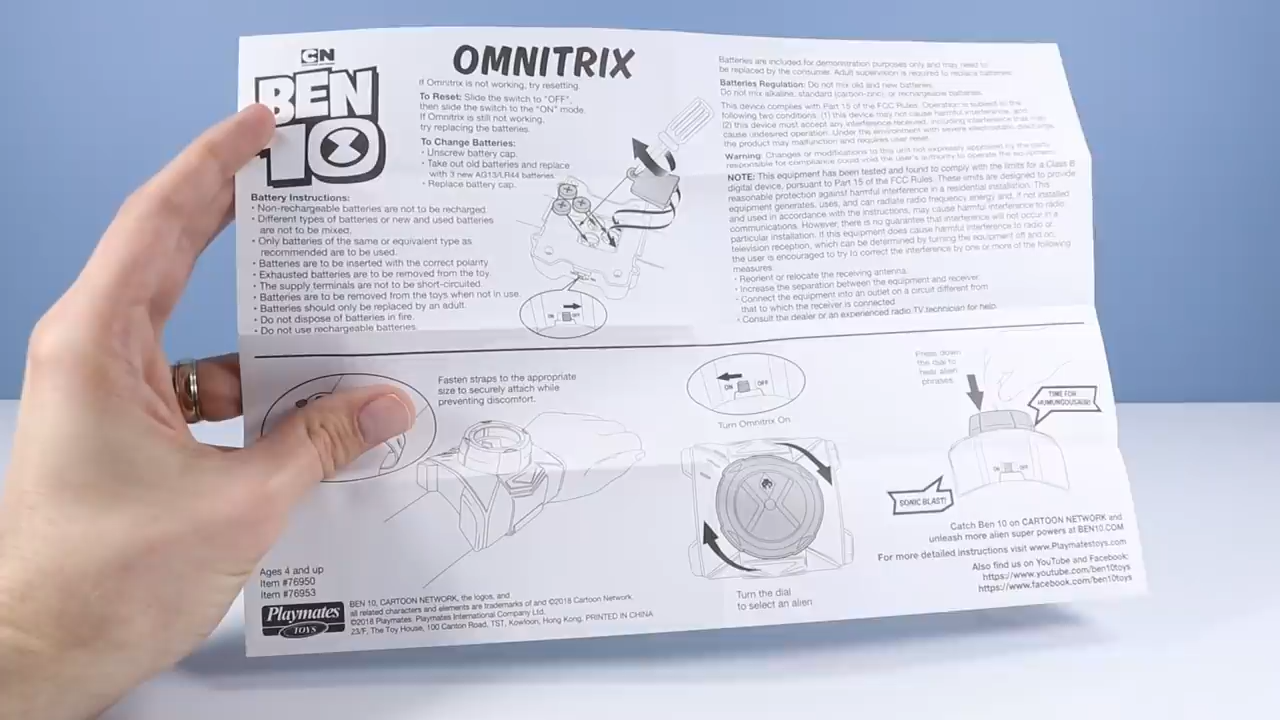 CN
BEN
10
OMNITRIX
If Omnitrix is not working, try resetting.
To Reset: Slide the switch to "OFF",
then slide the switch to the "ON" mode.
If Omnitrix is still not working,
try replacing the batteries.
To Change Batteries:
• Unscrew battery cap.
• Take out old batteries and replace
with 3 new AG13/LR44 batteries.
• Replace battery cap.
Battery Instructions:
• Non-rechargeable batteries are not to be recharged.
• Different types of batteries or new and used batteries
are not to be mixed.
• Only batteries of the same or equivalent type as
recommended are to be used.
• Batteries are to be inserted with the correct polarity.
• Exhausted batteries are to be removed from the toy.
• The supply terminals are not to be short-circuited.
• Batteries are to be removed from the toys when not in use.
• Batteries should only be replaced by an adult.
• Do not dispose of batteries in fire.
• Do not use rechargeable batteries.
ON OFF
Batteries are included for demonstration purposes only and may need to
be replaced by the consumer. Adult supervision is required to replace batteries.
Batteries Regulation: Do not mix old and new batteries.
Do not mix alkaline, standard (carbon-zinc), or rechargeable batteries.
This device complies with Part 15 of the FCC Rules. Operation is subject to the
following two conditions: (1) this device may not cause harmful interference, and
(2) this device must accept any interference received, including interference that may
cause undesired operation. Under the environment with severe electrostatic discharge,
the product may malfunction and requires user reset.
Warning: Changes or modifications to this unit not expressly approved by the party
responsible for compliance could void the user's authority to operate the equipment.
NOTE: This equipment has been tested and found to comply with the limits for a Class B
digital device, pursuant to Part 15 of the FCC Rules. These limits are designed to provide
reasonable protection against harmful interference in a residential installation. This
equipment generates, uses, and can radiate radio frequency energy and, if not installed
and used in accordance with the instructions, may cause harmful interference to radio
communications. However, there is no guarantee that interference will not occur in a
particular installation. If this equipment does cause harmful interference to radio or
television reception, which can be determined by turning the equipment off and on,
the user is encouraged to try to correct the interference by one or more of the following
measures:
• Reorient or relocate the receiving antenna.
• Increase the separation between the equipment and receiver.
• Connect the equipment into an outlet on a circuit different from
that to which the receiver is connected.
• Consult the dealer or an experienced radio TV technician for help.
Fasten straps to the appropriate
size to securely attach while
preventing discomfort.
ON OFF
Turn Omnitrix On
Turn the dial
to select an alien
Press down
the dial to
hear alien
phrases.
TIME FOR
HUMUNGOUSAUR!
ON OFF
SONIC BLAST!
Catch Ben 10 on CARTOON NETWORK and
unleash more alien super powers at BEN10.COM
For more detailed instructions visit www.Playmatestoys.com
Also find us on YouTube and Facebook:
https://www.youtube.com/ben10toys
https://www.facebook.com/ben10toys
Ages 4 and up
Item #76950
Item #76953
Playmates
TOYS
BEN 10, CARTOON NETWORK, the logos, and
all related characters and elements are trademarks of and ©2018 Cartoon Network.
©2018 Playmates. Playmates International Company Ltd.
23/F, The Toy House, 100 Canton Road, TST, Kowloon, Hong Kong. PRINTED IN CHINA